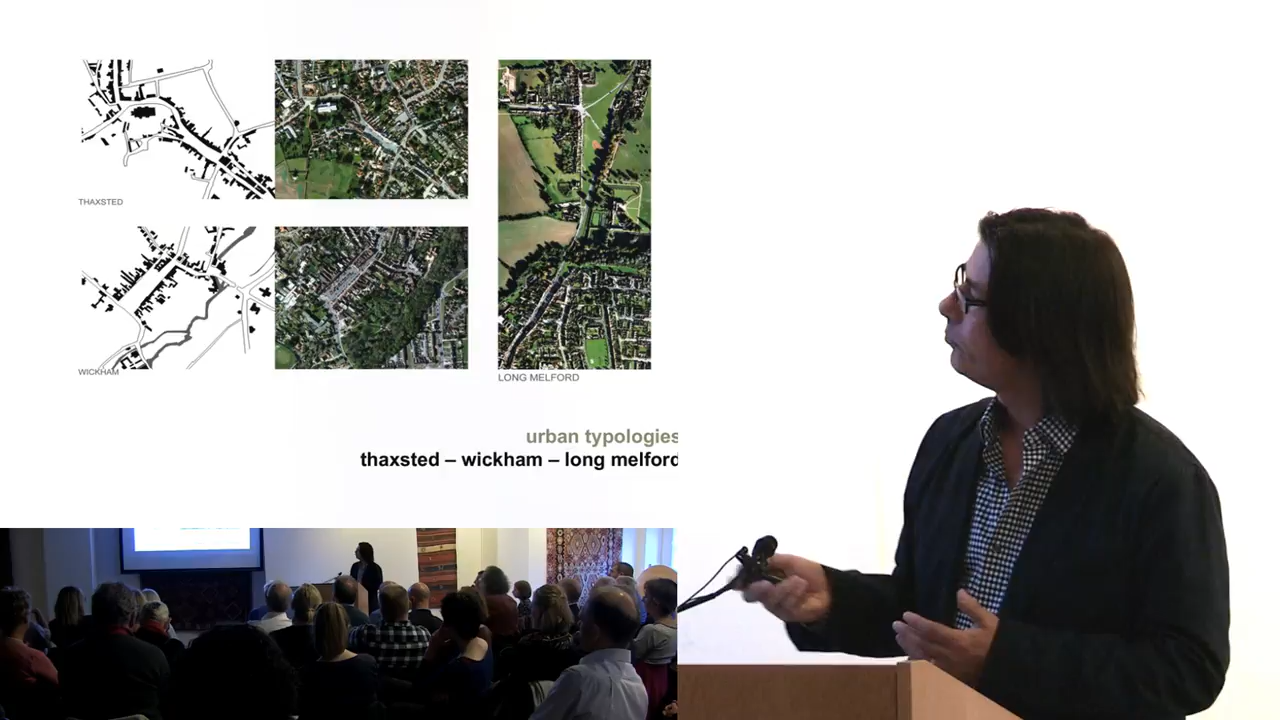 THAXSTED
WICKHAM
LONG MELFORD
urban typologies
thaxsted – wickham – long melford